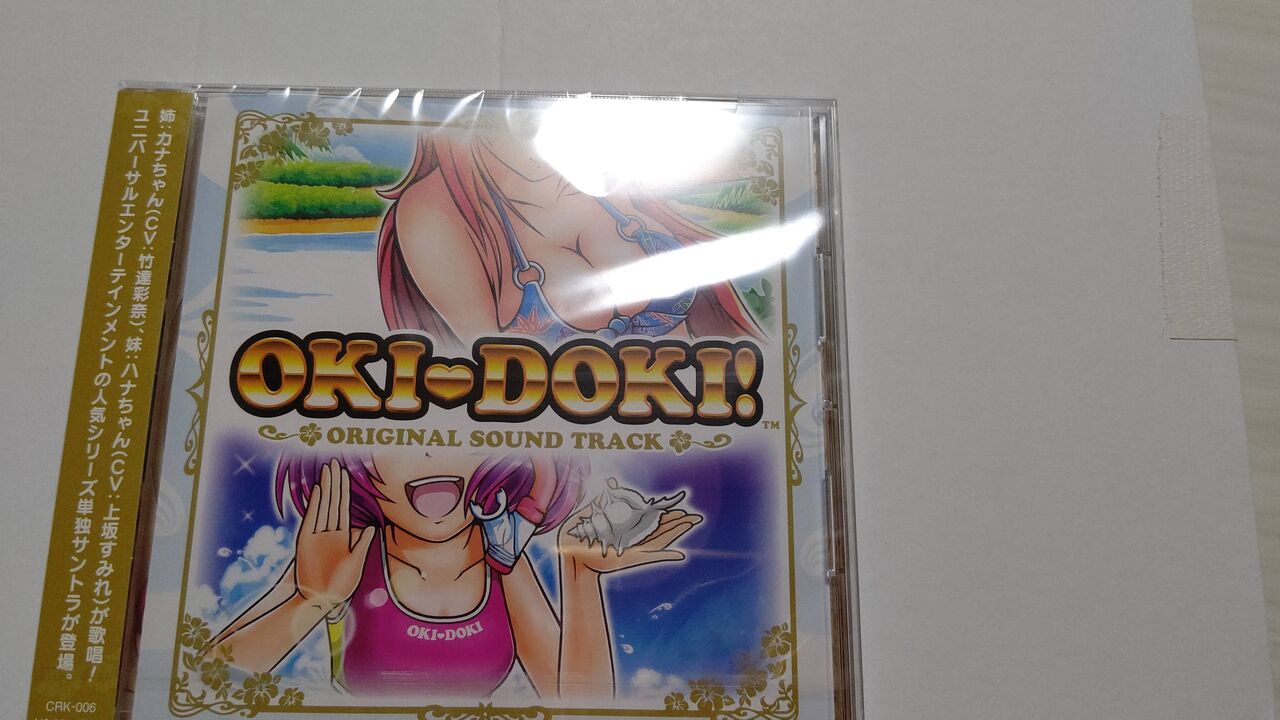 姉:カナちゃん(CV:竹達彩奈)、妹:ハナちゃん(CV:上坂すみれ)が歌唱!
ユニバーサルエンターテインメントの人気シリーズ単独サントラが登場。
CRK-006
OKI♥DOKI!™
ORIGINAL SOUND TRACK
OKI♥DOKI